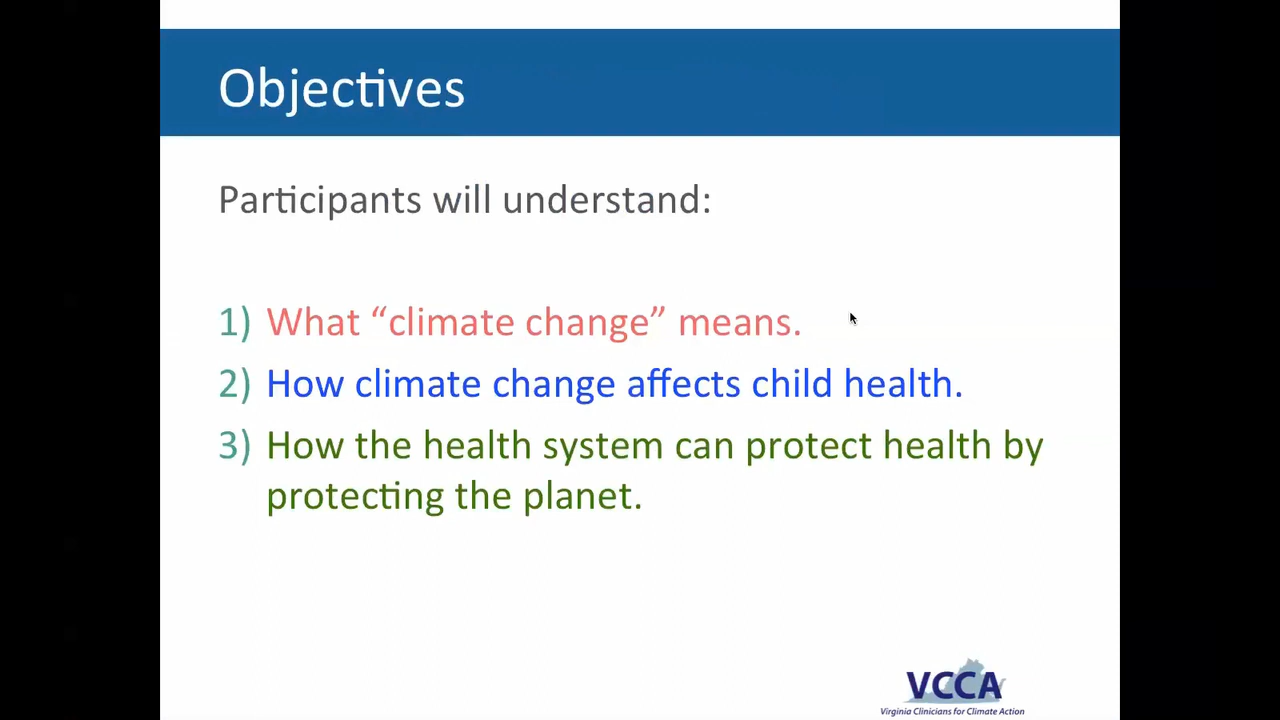 Objectives
Participants will understand:
1) What “climate change” means.
2) How climate change affects child health.
3) How the health system can protect health by
protecting the planet.
VCCA
Virginia Clinicians for Climate Action